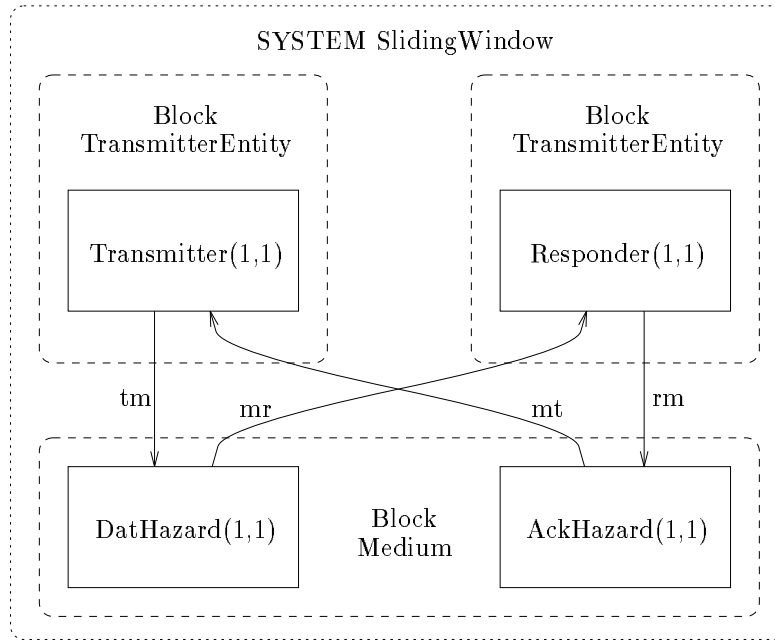 SYSTEM SlidingWindow
Block
TransmitterEntity
Block
TransmitterEntity
Transmitter(1,1)
Responder(1,1)
tm
mr
mt
rm
DatHazard(1,1)
Block
Medium
AckHazard(1,1)